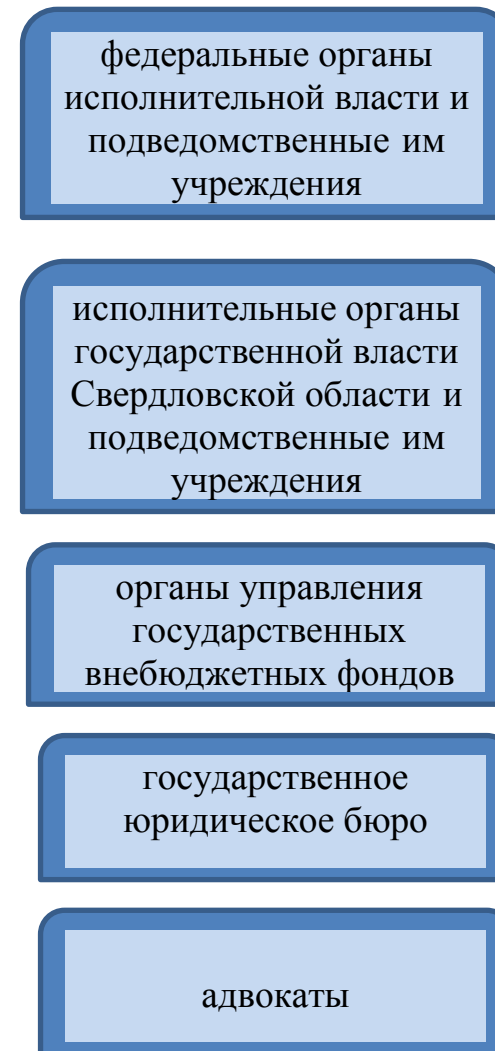 федеральные органы
исполнительной власти и
подведомственные им
учреждения
исполнительные органы
государственной власти
Свердловской области и
подведомственные им
учреждения
органы управления
государственных
внебюджетных фондов
государственное
юридическое бюро
адвокаты